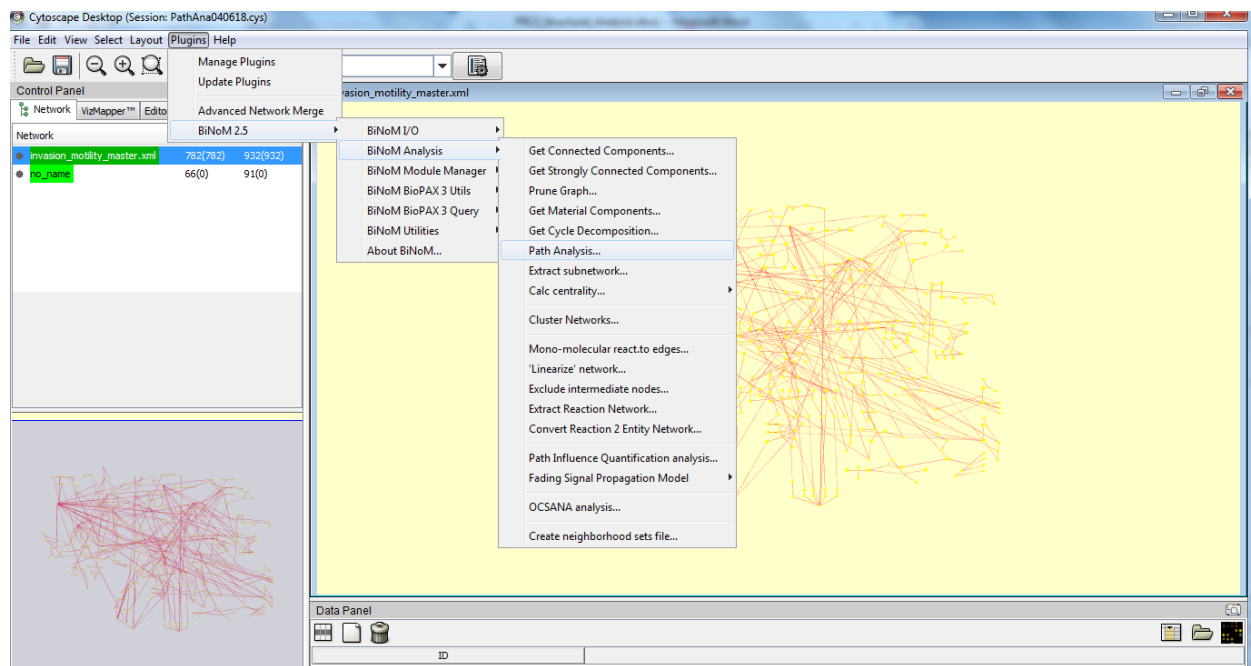 Cytoscape Desktop (Session: PathAna040618.cys)
File Edit View Select Layout Plugins Help
Manage Plugins
Update Plugins
Advanced Network Merge
BiNoM 2.5
Control Panel
Network VizMapper™ Edito
Network
invasion_motility_master.xml 782(782) 932(932)
no_name 66(0) 91(0)
BiNoM I/O
BiNoM Analysis
BiNoM Module Manager
BiNoM BioPAX 3 Utils
BiNoM BioPAX 3 Query
BiNoM Utilities
About BiNoM...
Get Connected Components...
Get Strongly Connected Components...
Prune Graph...
Get Material Components...
Get Cycle Decomposition...
Path Analysis...
Extract subnetwork...
Calc centrality...
Cluster Networks...
Mono-molecular react.to edges...
'Linearize' network...
Exclude intermediate nodes...
Extract Reaction Network...
Convert Reaction 2 Entity Network...
Path Influence Quantification analysis...
Fading Signal Propagation Model
OCSANA analysis...
Create neighborhood sets file...
vasion_motility_master.xml
Data Panel
ID